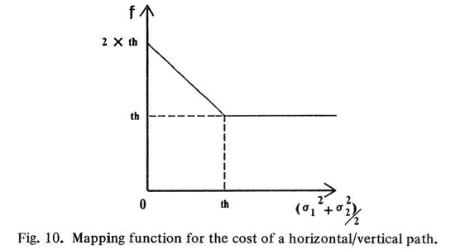 f
2 × th
th
0
th
(σ₁²+σ₂²)/2
Fig. 10. Mapping function for the cost of a horizontal/vertical path.